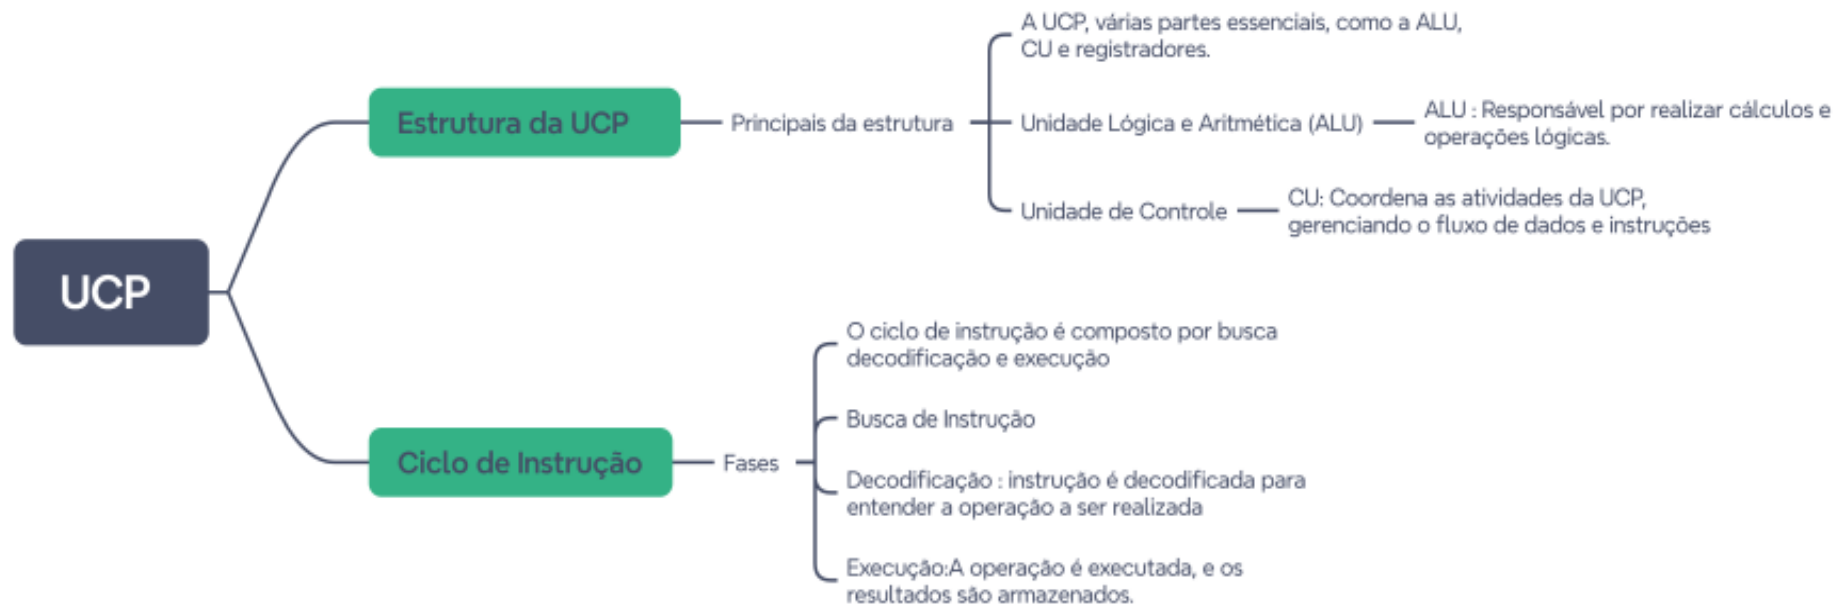 UCP
Estrutura da UCP
Principais da estrutura
A UCP, várias partes essenciais, como a ALU,
CU e registradores.
Unidade Lógica e Aritmética (ALU)
ALU : Responsável por realizar cálculos e
operações lógicas.
Unidade de Controle
CU: Coordena as atividades da UCP,
gerenciando o fluxo de dados e instruções
Ciclo de Instrução
Fases
O ciclo de instrução é composto por busca
decodificação e execução
Busca de Instrução
Decodificação : instrução é decodificada para
entender a operação a ser realizada
Execução:A operação é executada, e os
resultados são armazenados.